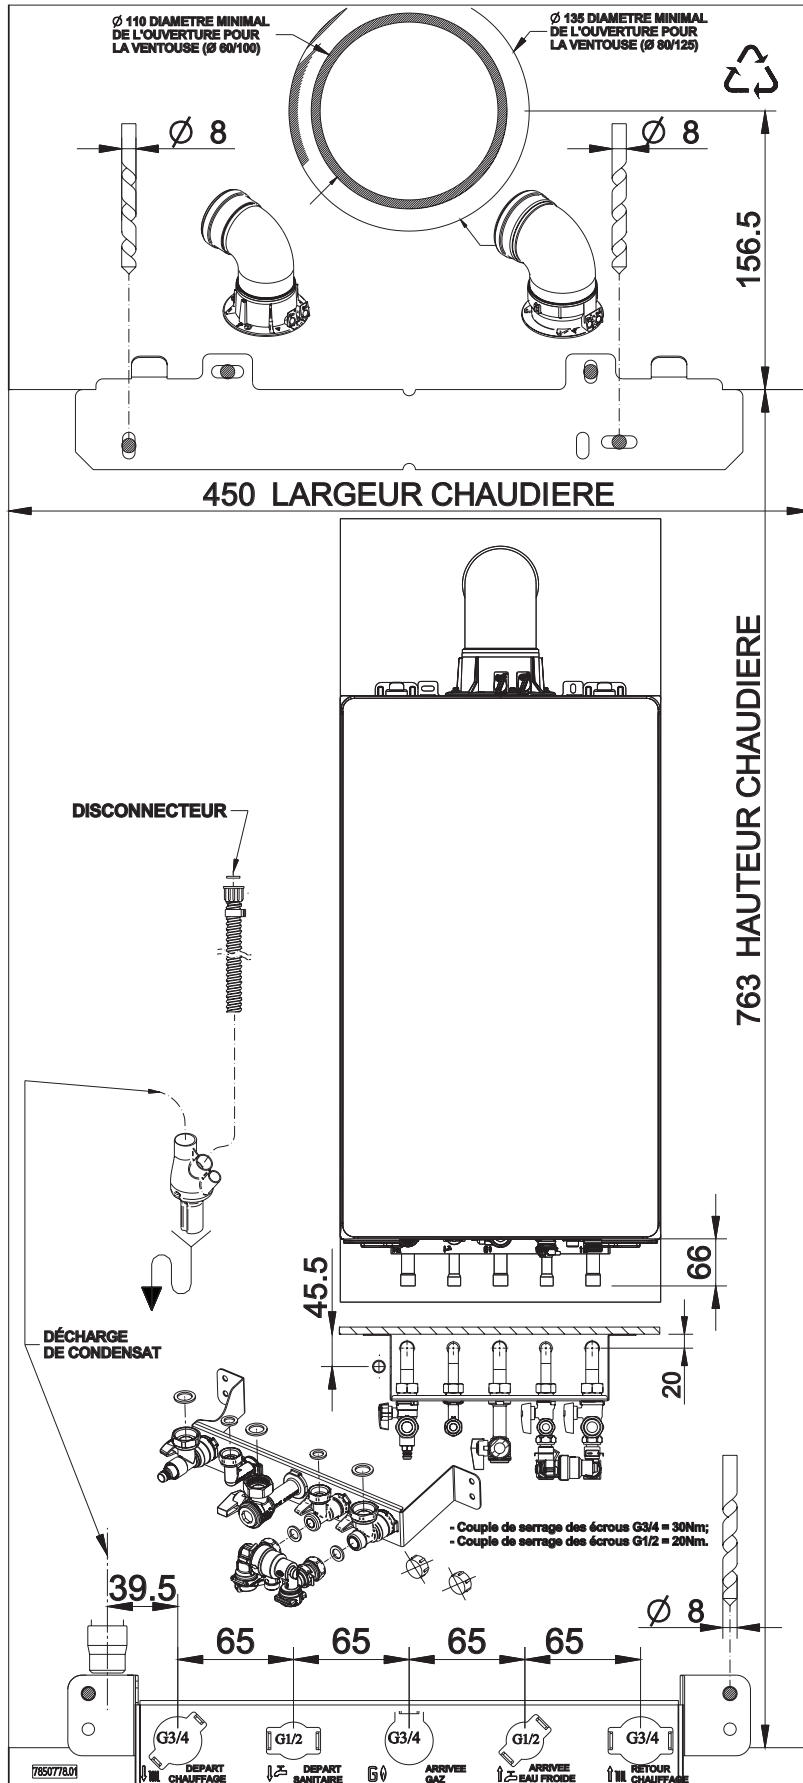 Ø 110 DIAMETRE MINIMAL
DE L'OUVERTURE POUR
LA VENTOUSE (Ø 60/100)
Ø 135 DIAMETRE MINIMAL
DE L'OUVERTURE POUR
LA VENTOUSE (Ø 80/125)
Ø 8
Ø 8
156.5
450 LARGEUR CHAUDIERE
763 HAUTEUR CHAUDIERE
DISCONNECTEUR
66
45.5
DÉCHARGE
DE CONDENSAT
20
- Couple de serrage des écrous G3/4 = 30Nm;
- Couple de serrage des écrous G1/2 = 20Nm.
39.5
Ø 8
65
65
65
65
G3/4
G1/2
G3/4
G1/2
G3/4
7850778.01
DEPART
CHAUFFAGE
DEPART
SANITAIRE
G
ARRIVEE
GAZ
ARRIVEE
EAU FROIDE
RETOUR
CHAUFFAGE